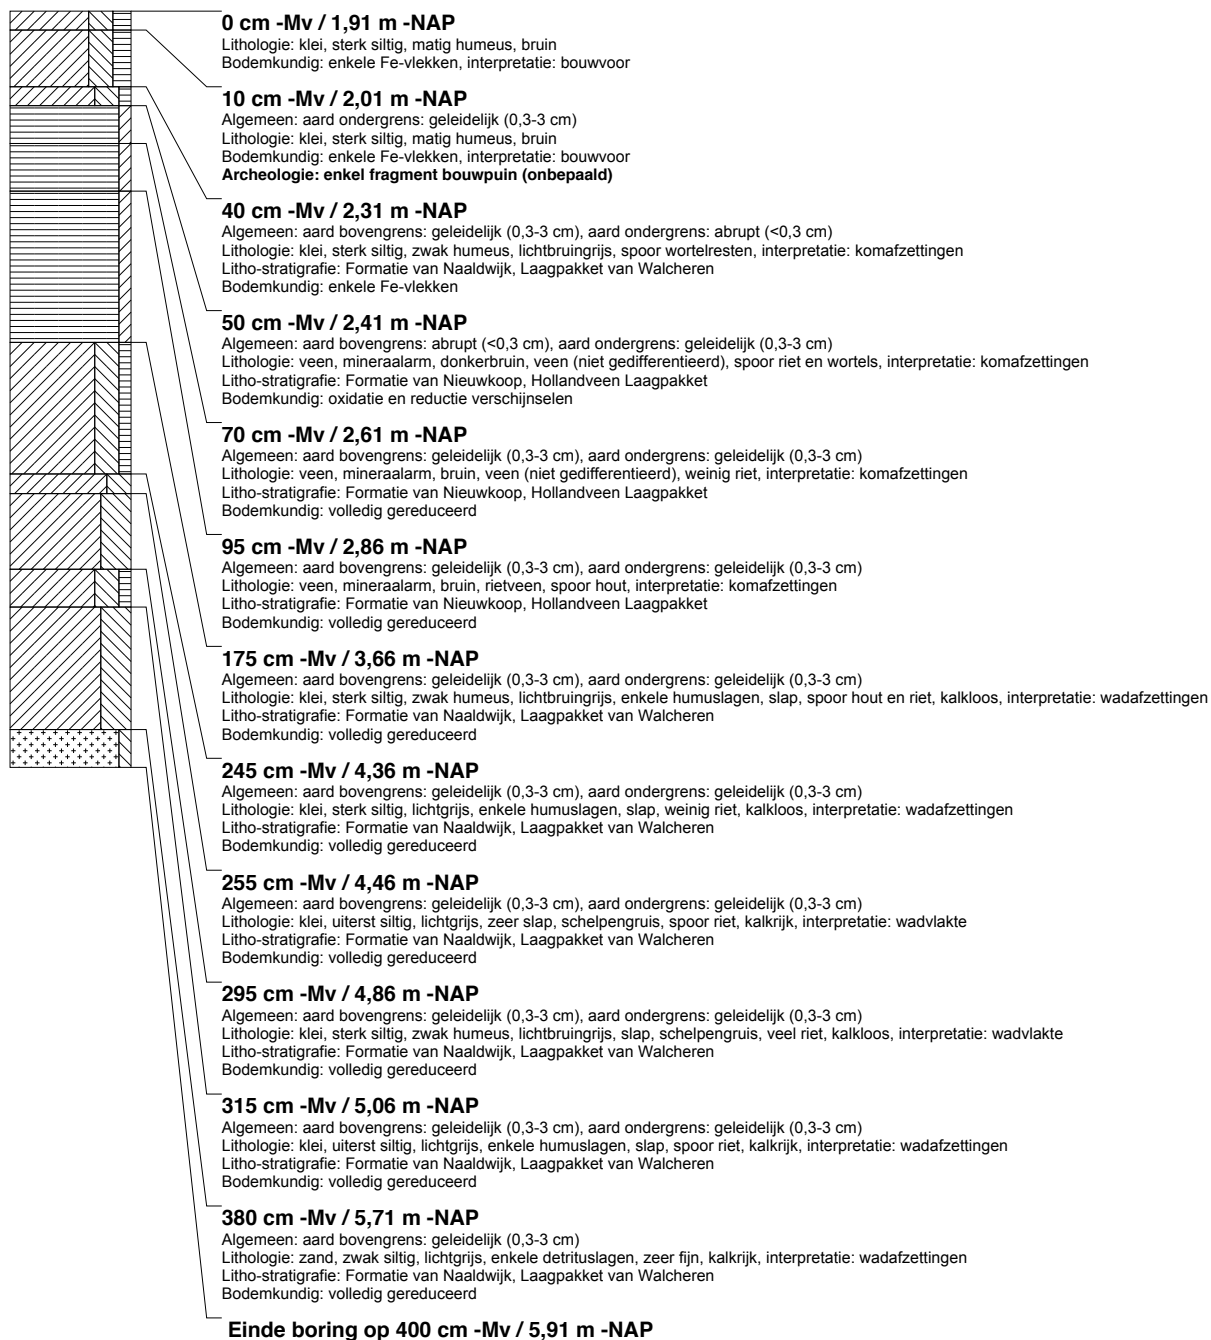 0 cm -Mv / 1,91 m -NAP
Lithologie: klei, sterk siltig, matig humeus, bruin
Bodemkundig: enkele Fe-vlekken, interpretatie: bouwvoor
10 cm -Mv / 2,01 m -NAP
Algemeen: aard ondergrens: geleidelijk (0,3-3 cm)
Lithologie: klei, sterk siltig, matig humeus, bruin
Bodemkundig: enkele Fe-vlekken, interpretatie: bouwvoor
Archeologie: enkel fragment bouwpuin (onbepaald)
40 cm -Mv / 2,31 m -NAP
Algemeen: aard bovengrens: geleidelijk (0,3-3 cm), aard ondergrens: abrupt (<0,3 cm)
Lithologie: klei, sterk siltig, zwak humeus, lichtbruingrijs, spoor wortelresten, interpretatie: komafzettingen
Litho-stratigrafie: Formatie van Naaldwijk, Laagpakket van Walcheren
Bodemkundig: enkele Fe-vlekken
50 cm -Mv / 2,41 m -NAP
Algemeen: aard bovengrens: abrupt (<0,3 cm), aard ondergrens: geleidelijk (0,3-3 cm)
Lithologie: veen, mineraalarm, donkerbruin, veen (niet gedifferentieerd), spoor riet en wortels, interpretatie: komafzettingen
Litho-stratigrafie: Formatie van Nieuwkoop, Hollandveen Laagpakket
Bodemkundig: oxidatie en reductie verschijnselen
70 cm -Mv / 2,61 m -NAP
Algemeen: aard bovengrens: geleidelijk (0,3-3 cm), aard ondergrens: geleidelijk (0,3-3 cm)
Lithologie: veen, mineraalarm, bruin, veen (niet gedifferentieerd), weinig riet, interpretatie: komafzettingen
Litho-stratigrafie: Formatie van Nieuwkoop, Hollandveen Laagpakket
Bodemkundig: volledig gereduceerd
95 cm -Mv / 2,86 m -NAP
Algemeen: aard bovengrens: geleidelijk (0,3-3 cm), aard ondergrens: geleidelijk (0,3-3 cm)
Lithologie: veen, mineraalarm, bruin, rietveen, spoor hout, interpretatie: komafzettingen
Litho-stratigrafie: Formatie van Nieuwkoop, Hollandveen Laagpakket
Bodemkundig: volledig gereduceerd
175 cm -Mv / 3,66 m -NAP
Algemeen: aard bovengrens: geleidelijk (0,3-3 cm), aard ondergrens: geleidelijk (0,3-3 cm)
Lithologie: klei, sterk siltig, zwak humeus, lichtbruingrijs, enkele humuslagen, slap, spoor hout en riet, kalkloos, interpretatie: wadafzettingen
Litho-stratigrafie: Formatie van Naaldwijk, Laagpakket van Walcheren
Bodemkundig: volledig gereduceerd
245 cm -Mv / 4,36 m -NAP
Algemeen: aard bovengrens: geleidelijk (0,3-3 cm), aard ondergrens: geleidelijk (0,3-3 cm)
Lithologie: klei, sterk siltig, lichtgrijs, enkele humuslagen, slap, weinig riet, kalkloos, interpretatie: wadafzettingen
Litho-stratigrafie: Formatie van Naaldwijk, Laagpakket van Walcheren
Bodemkundig: volledig gereduceerd
255 cm -Mv / 4,46 m -NAP
Algemeen: aard bovengrens: geleidelijk (0,3-3 cm), aard ondergrens: geleidelijk (0,3-3 cm)
Lithologie: klei, uiterst siltig, lichtgrijs, zeer slap, schelpengruis, spoor riet, kalkrijk, interpretatie: wadvlakte
Litho-stratigrafie: Formatie van Naaldwijk, Laagpakket van Walcheren
Bodemkundig: volledig gereduceerd
295 cm -Mv / 4,86 m -NAP
Algemeen: aard bovengrens: geleidelijk (0,3-3 cm), aard ondergrens: geleidelijk (0,3-3 cm)
Lithologie: klei, sterk siltig, zwak humeus, lichtbruingrijs, slap, schelpengruis, veel riet, kalkloos, interpretatie: wadvlakte
Litho-stratigrafie: Formatie van Naaldwijk, Laagpakket van Walcheren
Bodemkundig: volledig gereduceerd
315 cm -Mv / 5,06 m -NAP
Algemeen: aard bovengrens: geleidelijk (0,3-3 cm), aard ondergrens: geleidelijk (0,3-3 cm)
Lithologie: klei, uiterst siltig, lichtgrijs, enkele humuslagen, slap, spoor riet, kalkrijk, interpretatie: wadafzettingen
Litho-stratigrafie: Formatie van Naaldwijk, Laagpakket van Walcheren
Bodemkundig: volledig gereduceerd
380 cm -Mv / 5,71 m -NAP
Algemeen: aard bovengrens: geleidelijk (0,3-3 cm)
Lithologie: zand, zwak siltig, lichtgrijs, enkele detrituslagen, zeer fijn, kalkrijk, interpretatie: wadafzettingen
Litho-stratigrafie: Formatie van Naaldwijk, Laagpakket van Walcheren
Bodemkundig: volledig gereduceerd
Einde boring op 400 cm -Mv / 5,91 m -NAP